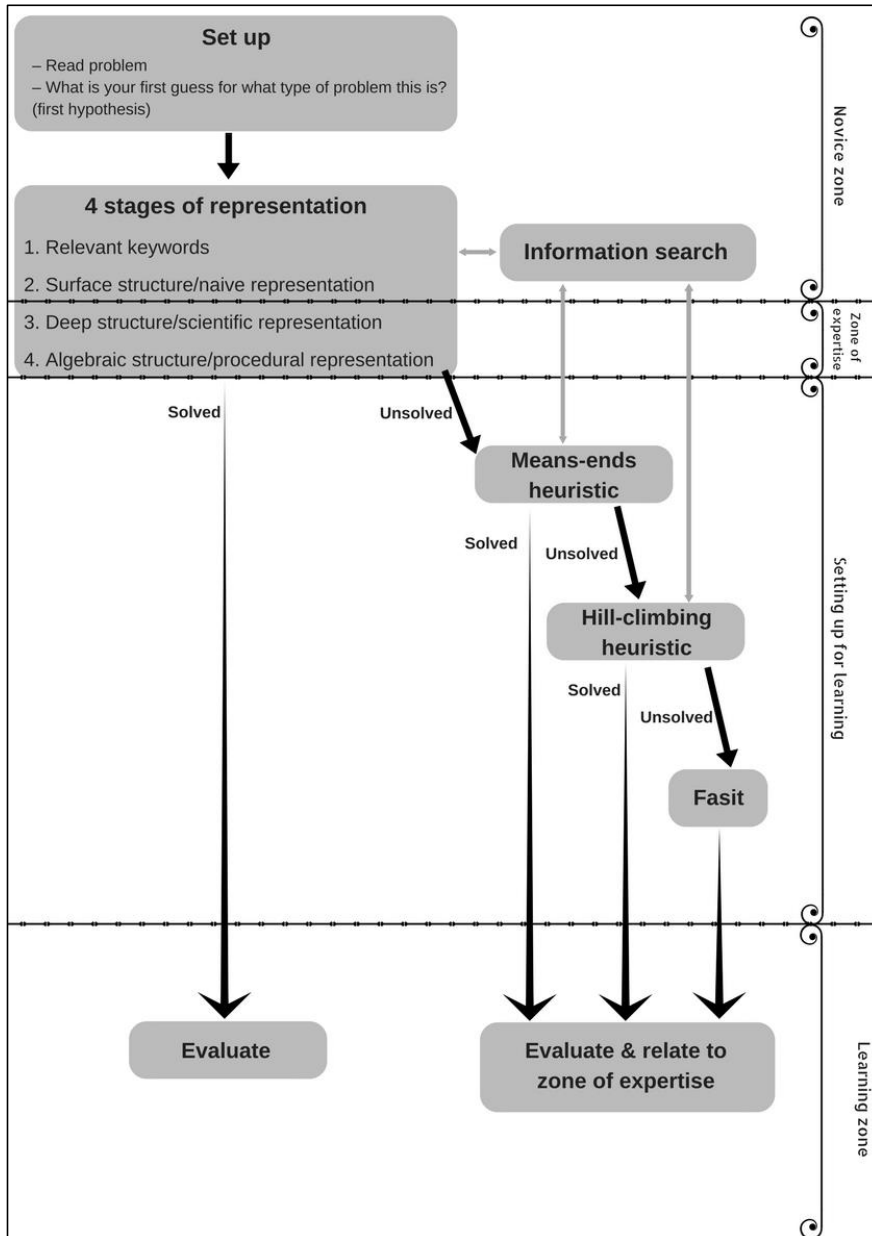 Set up
– Read problem
– What is your first guess for what type of problem this is?
(first hypothesis)
4 stages of representation
1. Relevant keywords
2. Surface structure/naive representation
3. Deep structure/scientific representation
4. Algebraic structure/procedural representation
Information search
Novice zone
Zone of
expertise
Solved
Unsolved
Means-ends
heuristic
Solved
Unsolved
Hill-climbing
heuristic
Solved
Unsolved
Fasit
Setting up for learning
Evaluate
Evaluate & relate to
zone of expertise
Learning zone